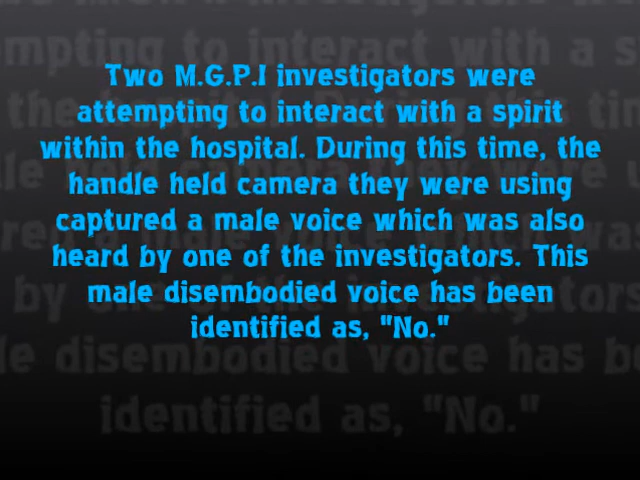 Two M.G.P.I investigators were
attempting to interact with a spirit
within the hospital. During this time, the
handle held camera they were using
captured a male voice which was also
heard by one of the investigators. This
male disembodied voice has been
identified as, "No."